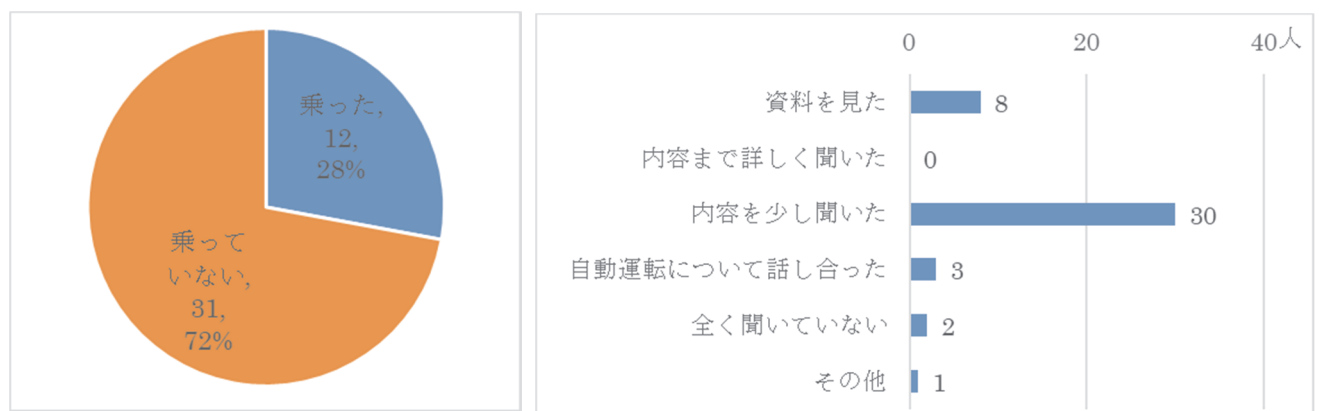 乗った,
12,
28%
乗って
いない,
31,
72%
0 20 40人
資料を見た 8
内容まで詳しく聞いた 0
内容を少し聞いた 30
自動運転について話し合った 3
全く聞いていない 2
その他 1